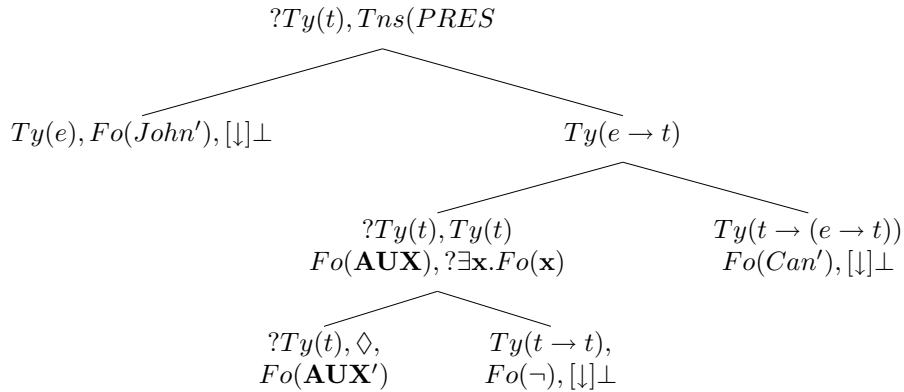 ?Ty(t), Tns(PRES
Ty(e), Fo(John′), [↓]⊥
Ty(e → t)
?Ty(t), Ty(t)
Fo(AUX), ?∃x.Fo(x)
Ty(t → (e → t))
Fo(Can′), [↓]⊥
?Ty(t), ◊,
Fo(AUX′)
Ty(t → t),
Fo(¬), [↓]⊥